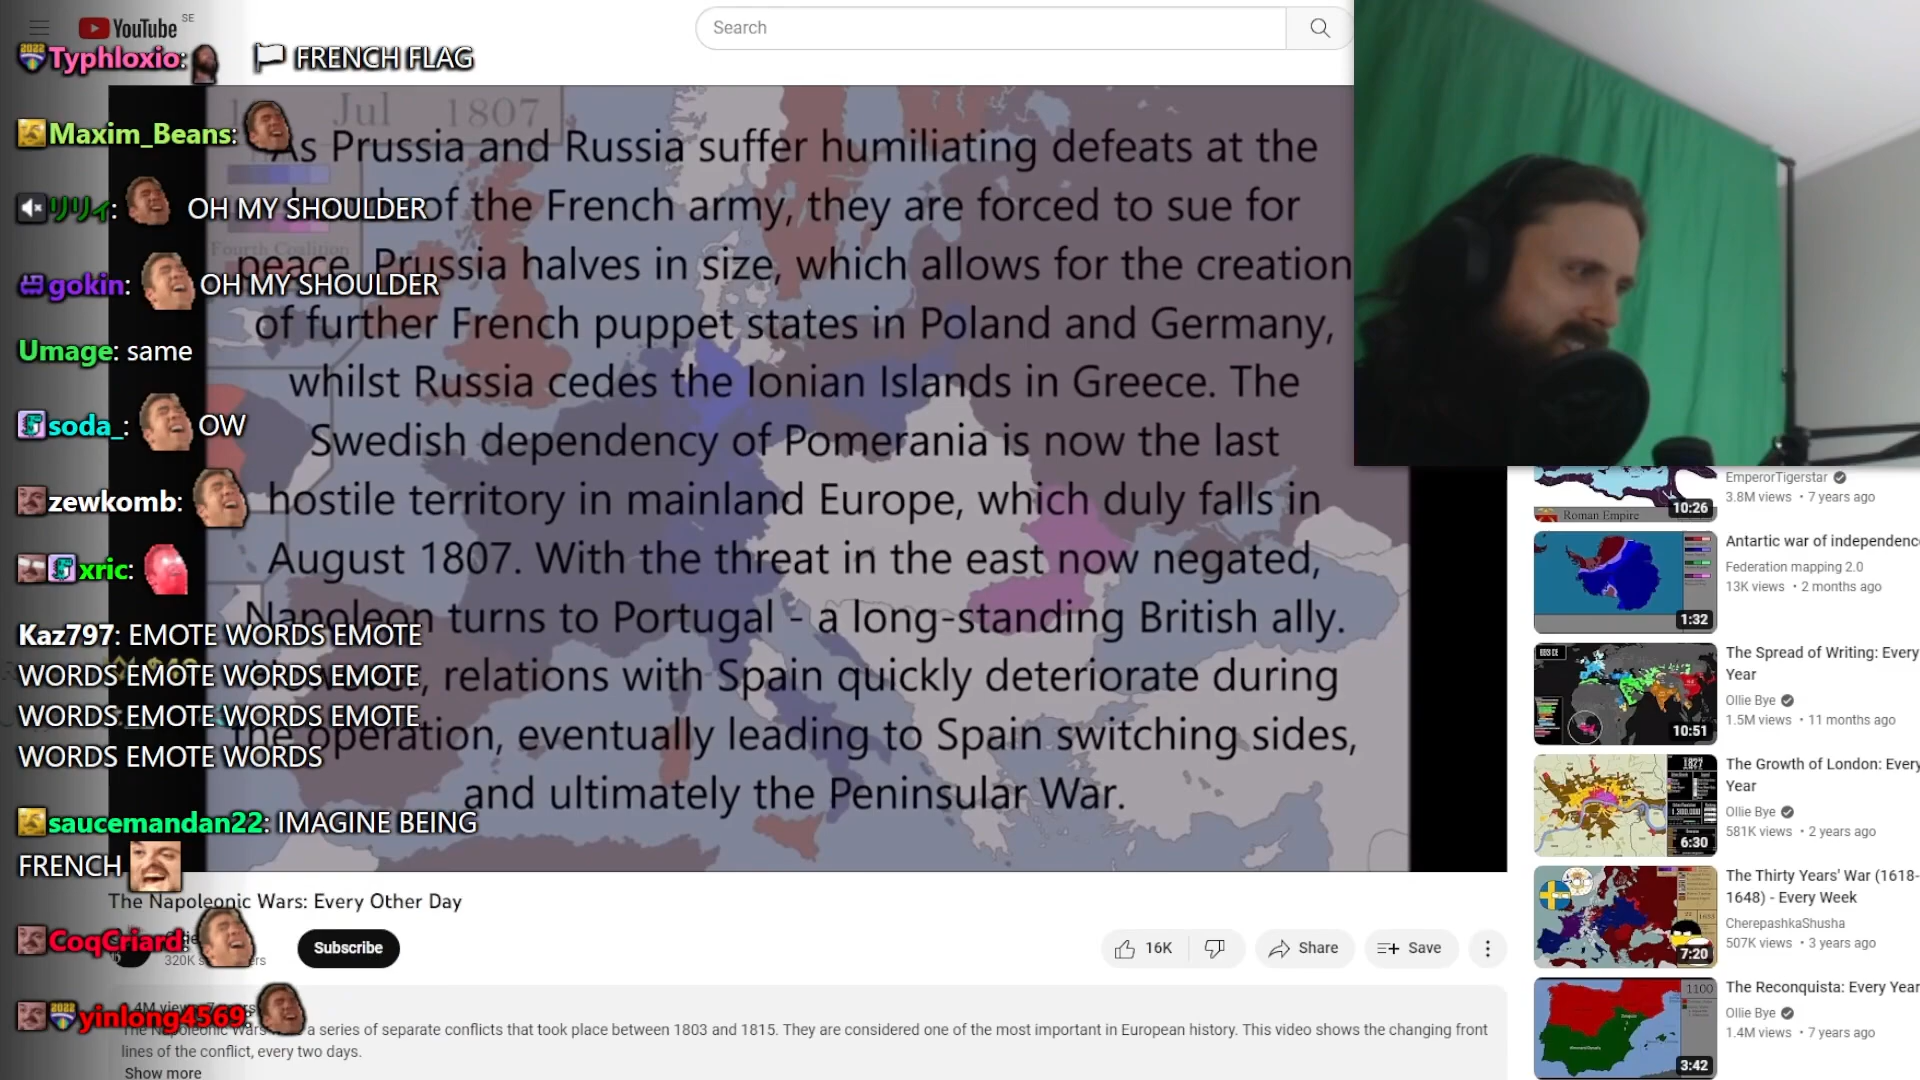 YouTube SE
Search
Typhloxio: FRENCH FLAG
Maxim_Beans:
リリィ: OH MY SHOULDER
gokin: OH MY SHOULDER
Umage: same
soda_: OW
zewkomb:
xric:
Kaz797: EMOTE WORDS EMOTE
WORDS EMOTE WORDS EMOTE
WORDS EMOTE WORDS EMOTE
WORDS EMOTE WORDS
saucemandan22: IMAGINE BEING
FRENCH
CoqCriard:
yinlong4569:
Jul 1807
Fourth Coalition
As Prussia and Russia suffer humiliating defeats at the
of the French army, they are forced to sue for
peace. Prussia halves in size, which allows for the creation
of further French puppet states in Poland and Germany,
whilst Russia cedes the Ionian Islands in Greece. The
Swedish dependency of Pomerania is now the last
hostile territory in mainland Europe, which duly falls in
August 1807. With the threat in the east now negated,
Napoleon turns to Portugal - a long-standing British ally.
, relations with Spain quickly deteriorate during
the operation, eventually leading to Spain switching sides,
and ultimately the Peninsular War.
The Napoleonic Wars: Every Other Day
320K
Subscribe
16K
Share
Save
The Napoleonic Wars a series of separate conflicts that took place between 1803 and 1815. They are considered one of the most important in European history. This video shows the changing front
lines of the conflict, every two days.
Show more
EmperorTigerstar
3.8M views • 7 years ago
Roman Empire
10:26
Antartic war of independence
Federation mapping 2.0
13K views • 2 months ago
1:32
The Spread of Writing: Every
Year
Ollie Bye
1.5M views • 11 months ago
10:51
The Growth of London: Every
Year
Ollie Bye
581K views • 2 years ago
6:30
The Thirty Years' War (1618-
1648) - Every Week
CherepashkaShusha
507K views • 3 years ago
7:20
The Reconquista: Every Year
Ollie Bye
1.4M views • 7 years ago
1100
3:42